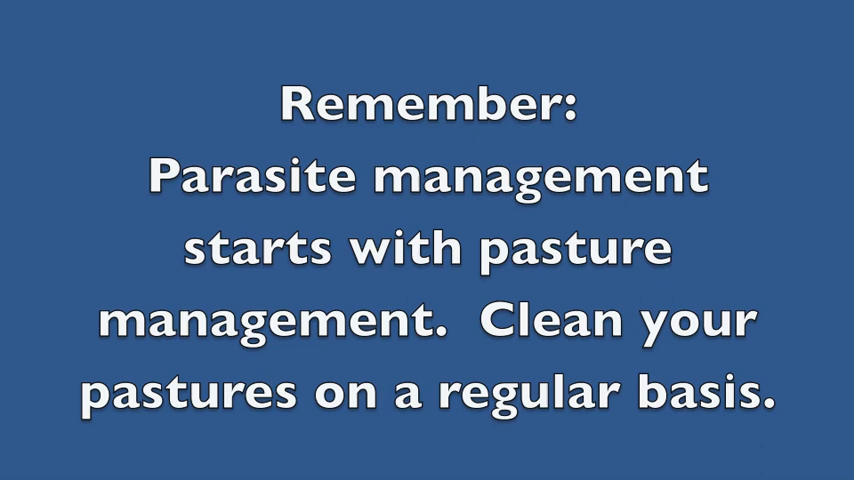 Remember:
Parasite management
starts with pasture
management.  Clean your
pastures on a regular basis.